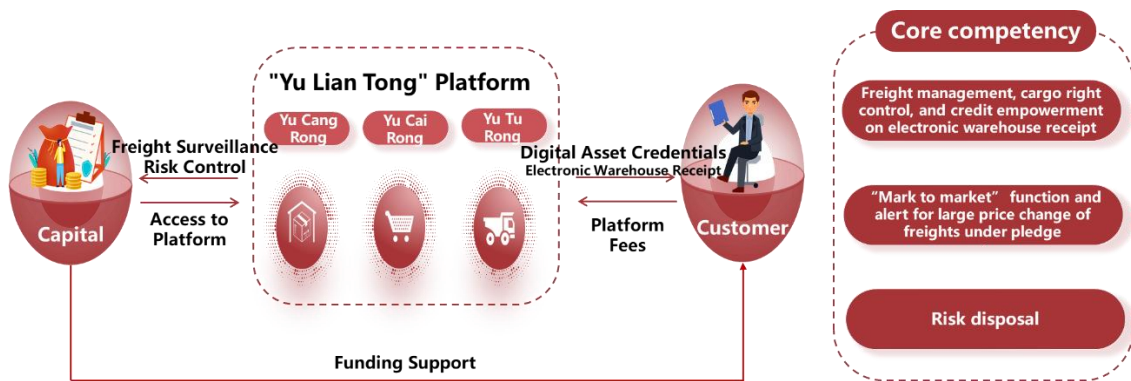 "Yu Lian Tong" Platform
Yu Cang
Rong
Yu Cai
Rong
Yu Tu
Rong
Capital
Freight Surveillance
Risk Control
Access to
Platform
Digital Asset Credentials
Electronic Warehouse Receipt
Platform
Fees
Customer
Funding Support
Core competency
Freight management, cargo right
control, and credit empowerment
on electronic warehouse receipt
“Mark to market” function and
alert for large price change of
freights under pledge
Risk disposal